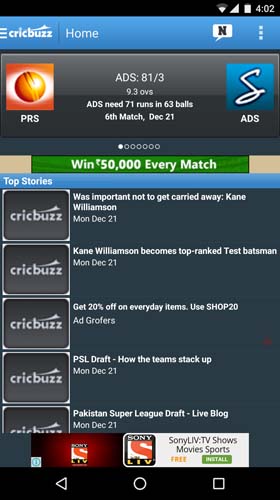 4:02
cricbuzz
Home
N
ADS: 81/3
9.3 ovs
ADS need 71 runs in 63 balls
6th Match, Dec 21
PRS
ADS
Win ₹50,000 Every Match
Top Stories
Was important not to get carried away: Kane
Williamson
Mon Dec 21
cricbuzz
Kane Williamson becomes top-ranked Test batsman
Mon Dec 21
cricbuzz
Get 20% off on everyday items. Use SHOP20
Ad Grofers
cricbuzz
PSL Draft - How the teams stack up
Mon Dec 21
cricbuzz
Pakistan Super League Draft - Live Blog
Mon Dec 21
cricbuzz
SONY
LIV
SONY
LIV
SonyLIV:TV Shows
Movies Sports
FREE
INSTALL